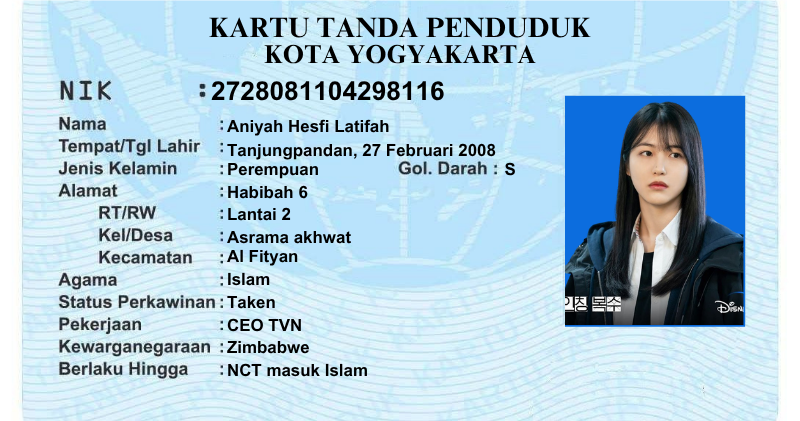 KARTU TANDA PENDUDUK
KOTA YOGYAKARTA
NIK : 2728081104298116
Nama : Aniyah Hesfi Latifah
Tempat/Tgl Lahir : Tanjungpandan, 27 Februari 2008
Jenis Kelamin : Perempuan Gol. Darah : S
Alamat : Habibah 6
RT/RW : Lantai 2
Kel/Desa : Asrama akhwat
Kecamatan : Al Fityan
Agama : Islam
Status Perkawinan : Taken
Pekerjaan : CEO TVN
Kewarganegaraan : Zimbabwe
Berlaku Hingga : NCT masuk Islam
복수